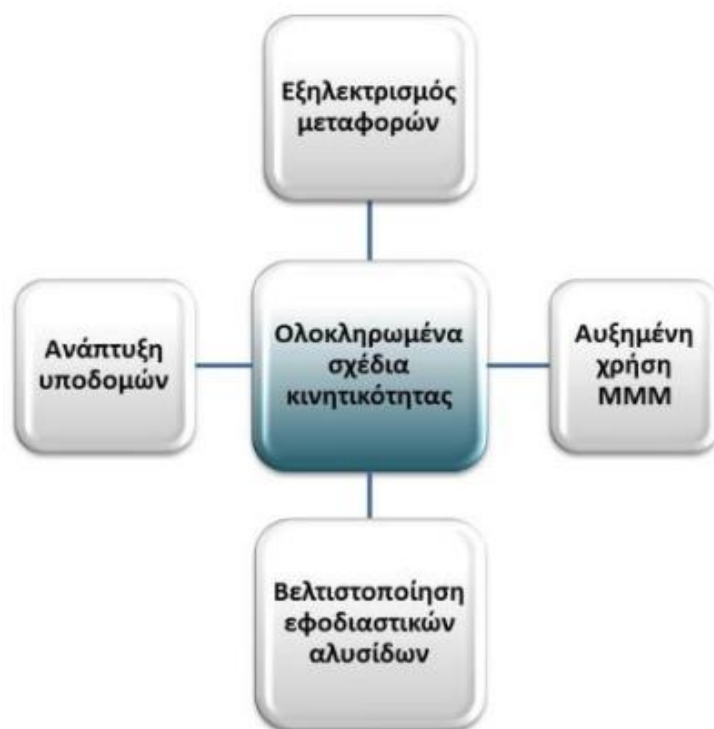 Εξηλεκτρισμός
μεταφορών
Ανάπτυξη
υποδομών
Ολοκληρωμένα
σχέδια
κινητικότητας
Αυξημένη
χρήση
ΜΜΜ
Βελτιστοποίηση
εφοδιαστικών
αλυσίδων